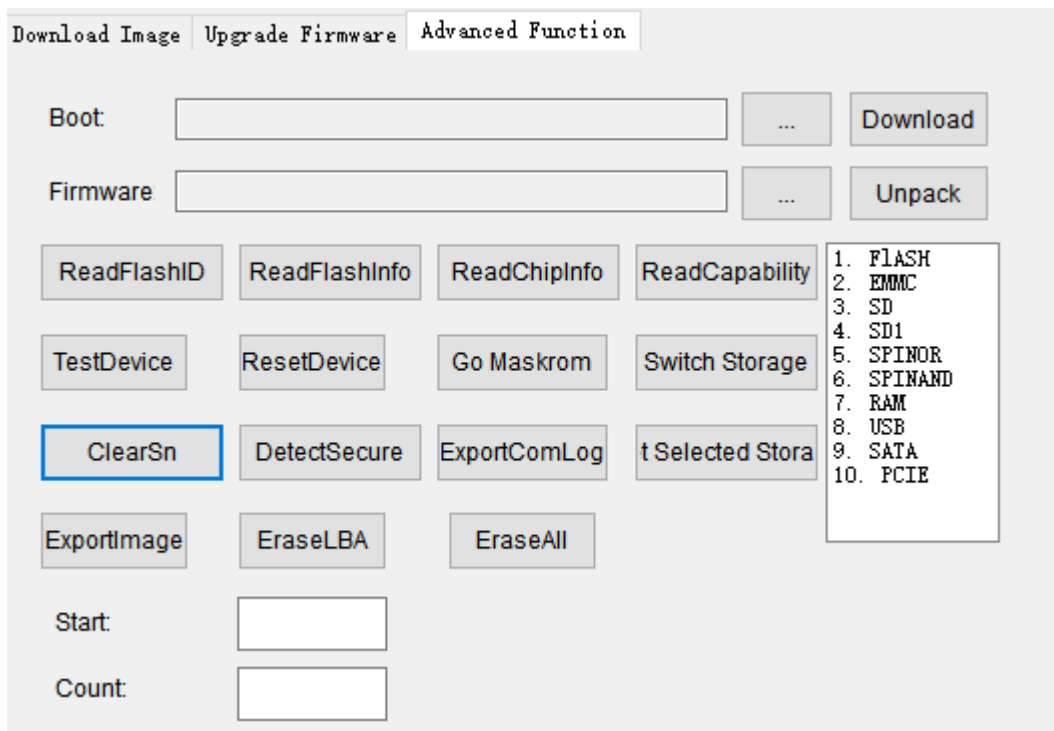 Download Image Upgrade Firmware Advanced Function
Boot: ... Download
Firmware: ... Unpack
ReadFlashID ReadFlashInfo ReadChipInfo ReadCapability
TestDevice ResetDevice Go Maskrom Switch Storage
ClearSn DetectSecure ExportComLog t Selected Stora
ExportImage EraseLBA EraseAll
1. FlASH
2. EMMC
3. SD
4. SD1
5. SPINOR
6. SPINAND
7. RAM
8. USB
9. SATA
10. PCIE
Start:
Count: